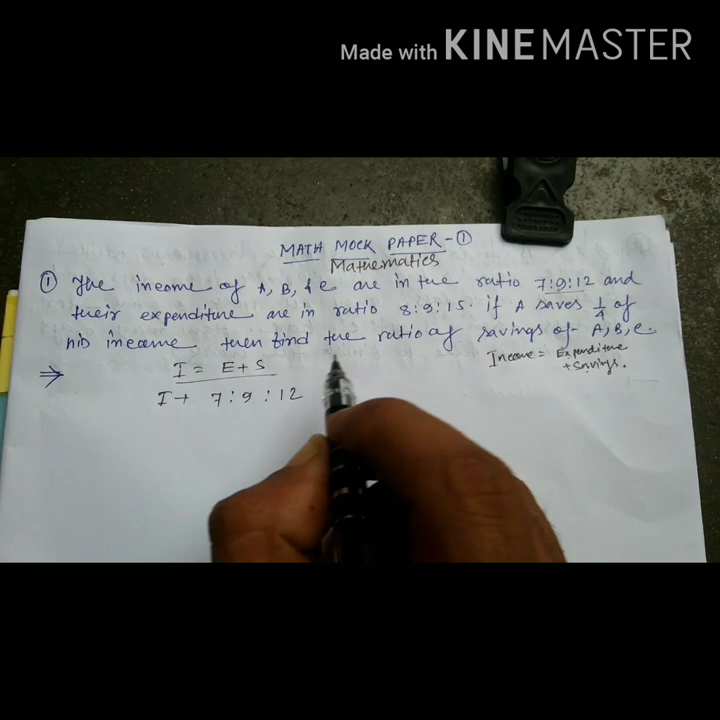 Made with KINEMASTER
MATH MOCK PAPER - ①
Mathematics
① The income of A, B, & C are in the ratio 7:9:12 and
their expenditure are in ratio 8:9:15. if A saves 1/4 of
his income then find the ratio of savings of A, B, C.
Income = Expenditure
+ Savings.
⇒ I = E + S
I → 7 : 9 : 12